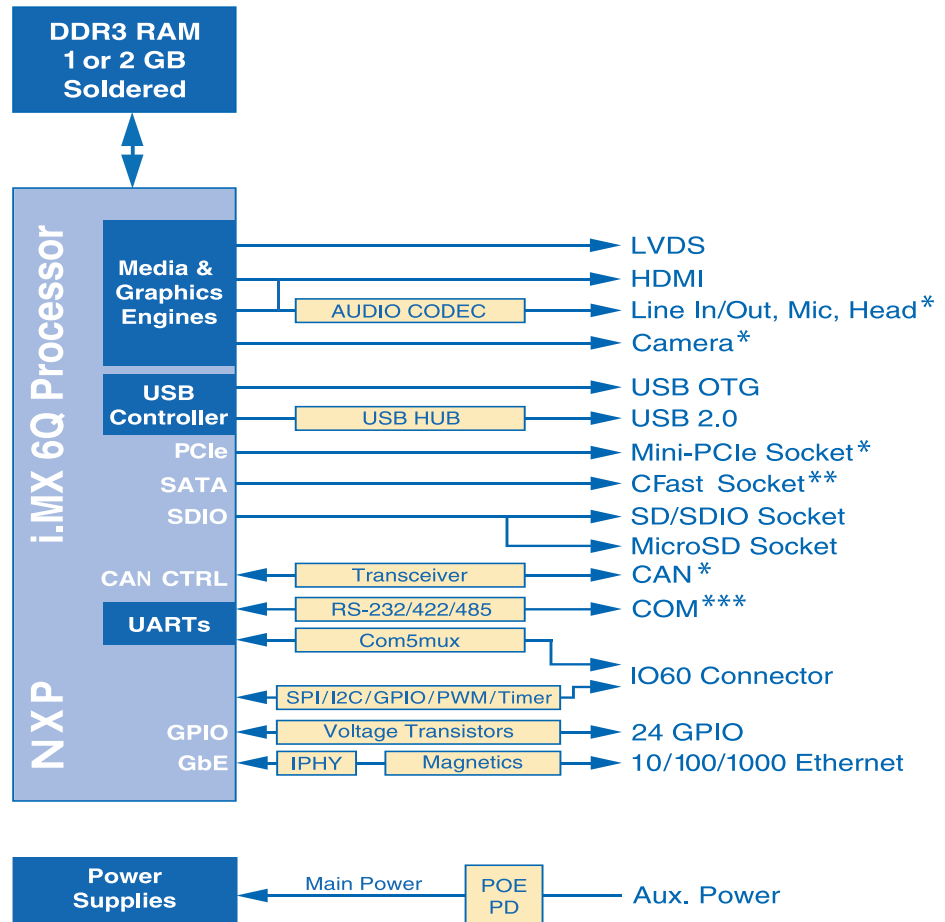 DDR3 RAM
1 or 2 GB
Soldered
NXP i.MX 6Q Processor
Media &
Graphics
Engines
LVDS
HDMI
AUDIO CODEC
Line In/Out, Mic, Head*
Camera*
USB
Controller
USB OTG
USB HUB
USB 2.0
PCIe
Mini-PCIe Socket*
SATA
CFast Socket**
SDIO
SD/SDIO Socket
MicroSD Socket
CAN CTRL
Transceiver
CAN*
UARTs
RS-232/422/485
COM***
Com5mux
IO60 Connector
SPI/I2C/GPIO/PWM/Timer
GPIO
Voltage Transistors
24 GPIO
GbE
IPHY
Magnetics
10/100/1000 Ethernet
Power
Supplies
Main Power
POE
PD
Aux. Power